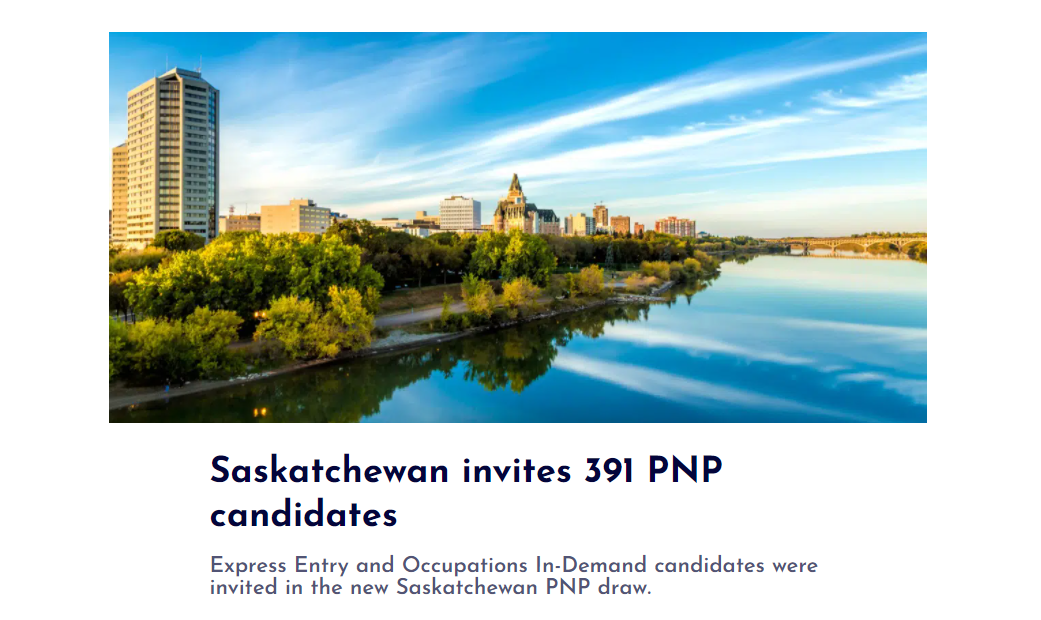 Saskatchewan invites 391 PNP
candidates
Express Entry and Occupations In-Demand candidates were
invited in the new Saskatchewan PNP draw.